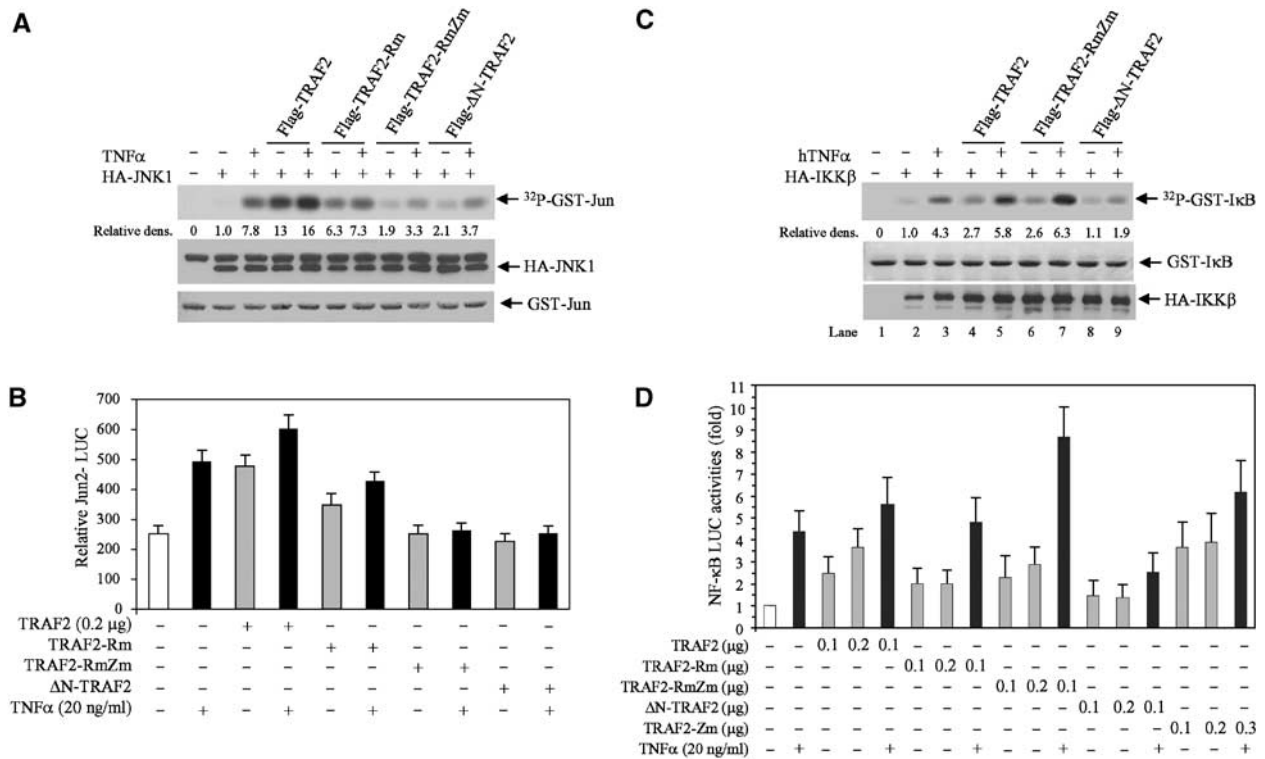 A
Flag-TRAF2
Flag-TRAF2-Rm
Flag-TRAF2-RmZm
Flag-ΔN-TRAF2
TNFα – – + – + – + – + – +
HA-JNK1 – + + + + + + + + + +
32P-GST-Jun
Relative dens. 0 1.0 7.8 13 16 6.3 7.3 1.9 3.3 2.1 3.7
HA-JNK1
GST-Jun
B
Relative Jun2- LUC
700
600
500
400
300
200
100
0
TRAF2 (0.2 μg) – – + + – – – – – –
TRAF2-Rm – – – – + + – – – –
TRAF2-RmZm – – – – – – + + – –
ΔN-TRAF2 – – – – – – – – + +
TNFα (20 ng/ml) – + – + – + – + – +
C
Flag-TRAF2
Flag-TRAF2-RmZm
Flag-ΔN-TRAF2
hTNFα – – + – + – + – +
HA-IKKβ – + + + + + + + +
32P-GST-IκB
Relative dens. 0 1.0 4.3 2.7 5.8 2.6 6.3 1.1 1.9
GST-IκB
HA-IKKβ
Lane 1 2 3 4 5 6 7 8 9
D
NF-κB LUC activities (fold)
11
10
9
8
7
6
5
4
3
2
1
0
TRAF2 (μg) – – 0.1 0.2 0.1 – – – – – – – – – – – –
TRAF2-Rm (μg) – – – – – 0.1 0.2 0.1 – – – – – – – – –
TRAF2-RmZm (μg) – – – – – – – – 0.1 0.2 0.1 – – – – – –
ΔN-TRAF2 (μg) – – – – – – – – – – – 0.1 0.2 0.1 – – –
TRAF2-Zm (μg) – – – – – – – – – – – – – – 0.1 0.2 0.3
TNFα (20 ng/ml) – + – – + – – + – – + – – + – – +